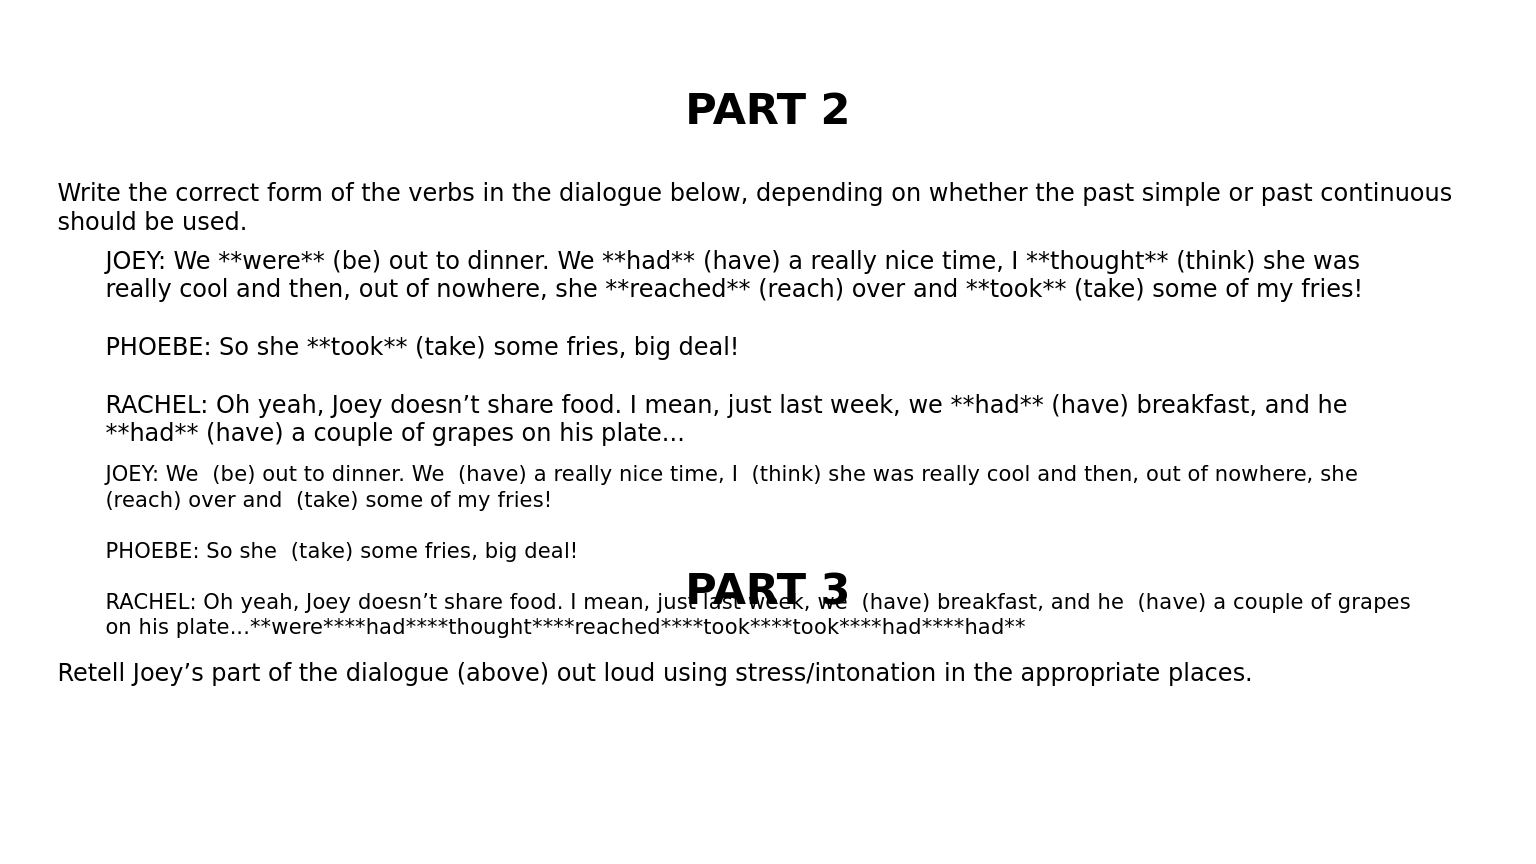 PART 2
Write the correct form of the verbs in the dialogue below, depending on whether the past simple or past continuous
should be used.
JOEY: We **were** (be) out to dinner. We **had** (have) a really nice time, I **thought** (think) she was
really cool and then, out of nowhere, she **reached** (reach) over and **took** (take) some of my fries!
PHOEBE: So she **took** (take) some fries, big deal!
RACHEL: Oh yeah, Joey doesn’t share food. I mean, just last week, we **had** (have) breakfast, and he
**had** (have) a couple of grapes on his plate…
JOEY: We  (be) out to dinner. We  (have) a really nice time, I  (think) she was really cool and then, out of nowhere, she
(reach) over and  (take) some of my fries!
PHOEBE: So she  (take) some fries, big deal!
PART 3
RACHEL: Oh yeah, Joey doesn’t share food. I mean, just last week, we  (have) breakfast, and he  (have) a couple of grapes
on his plate…**were****had****thought****reached****took****took****had****had**
Retell Joey’s part of the dialogue (above) out loud using stress/intonation in the appropriate places.